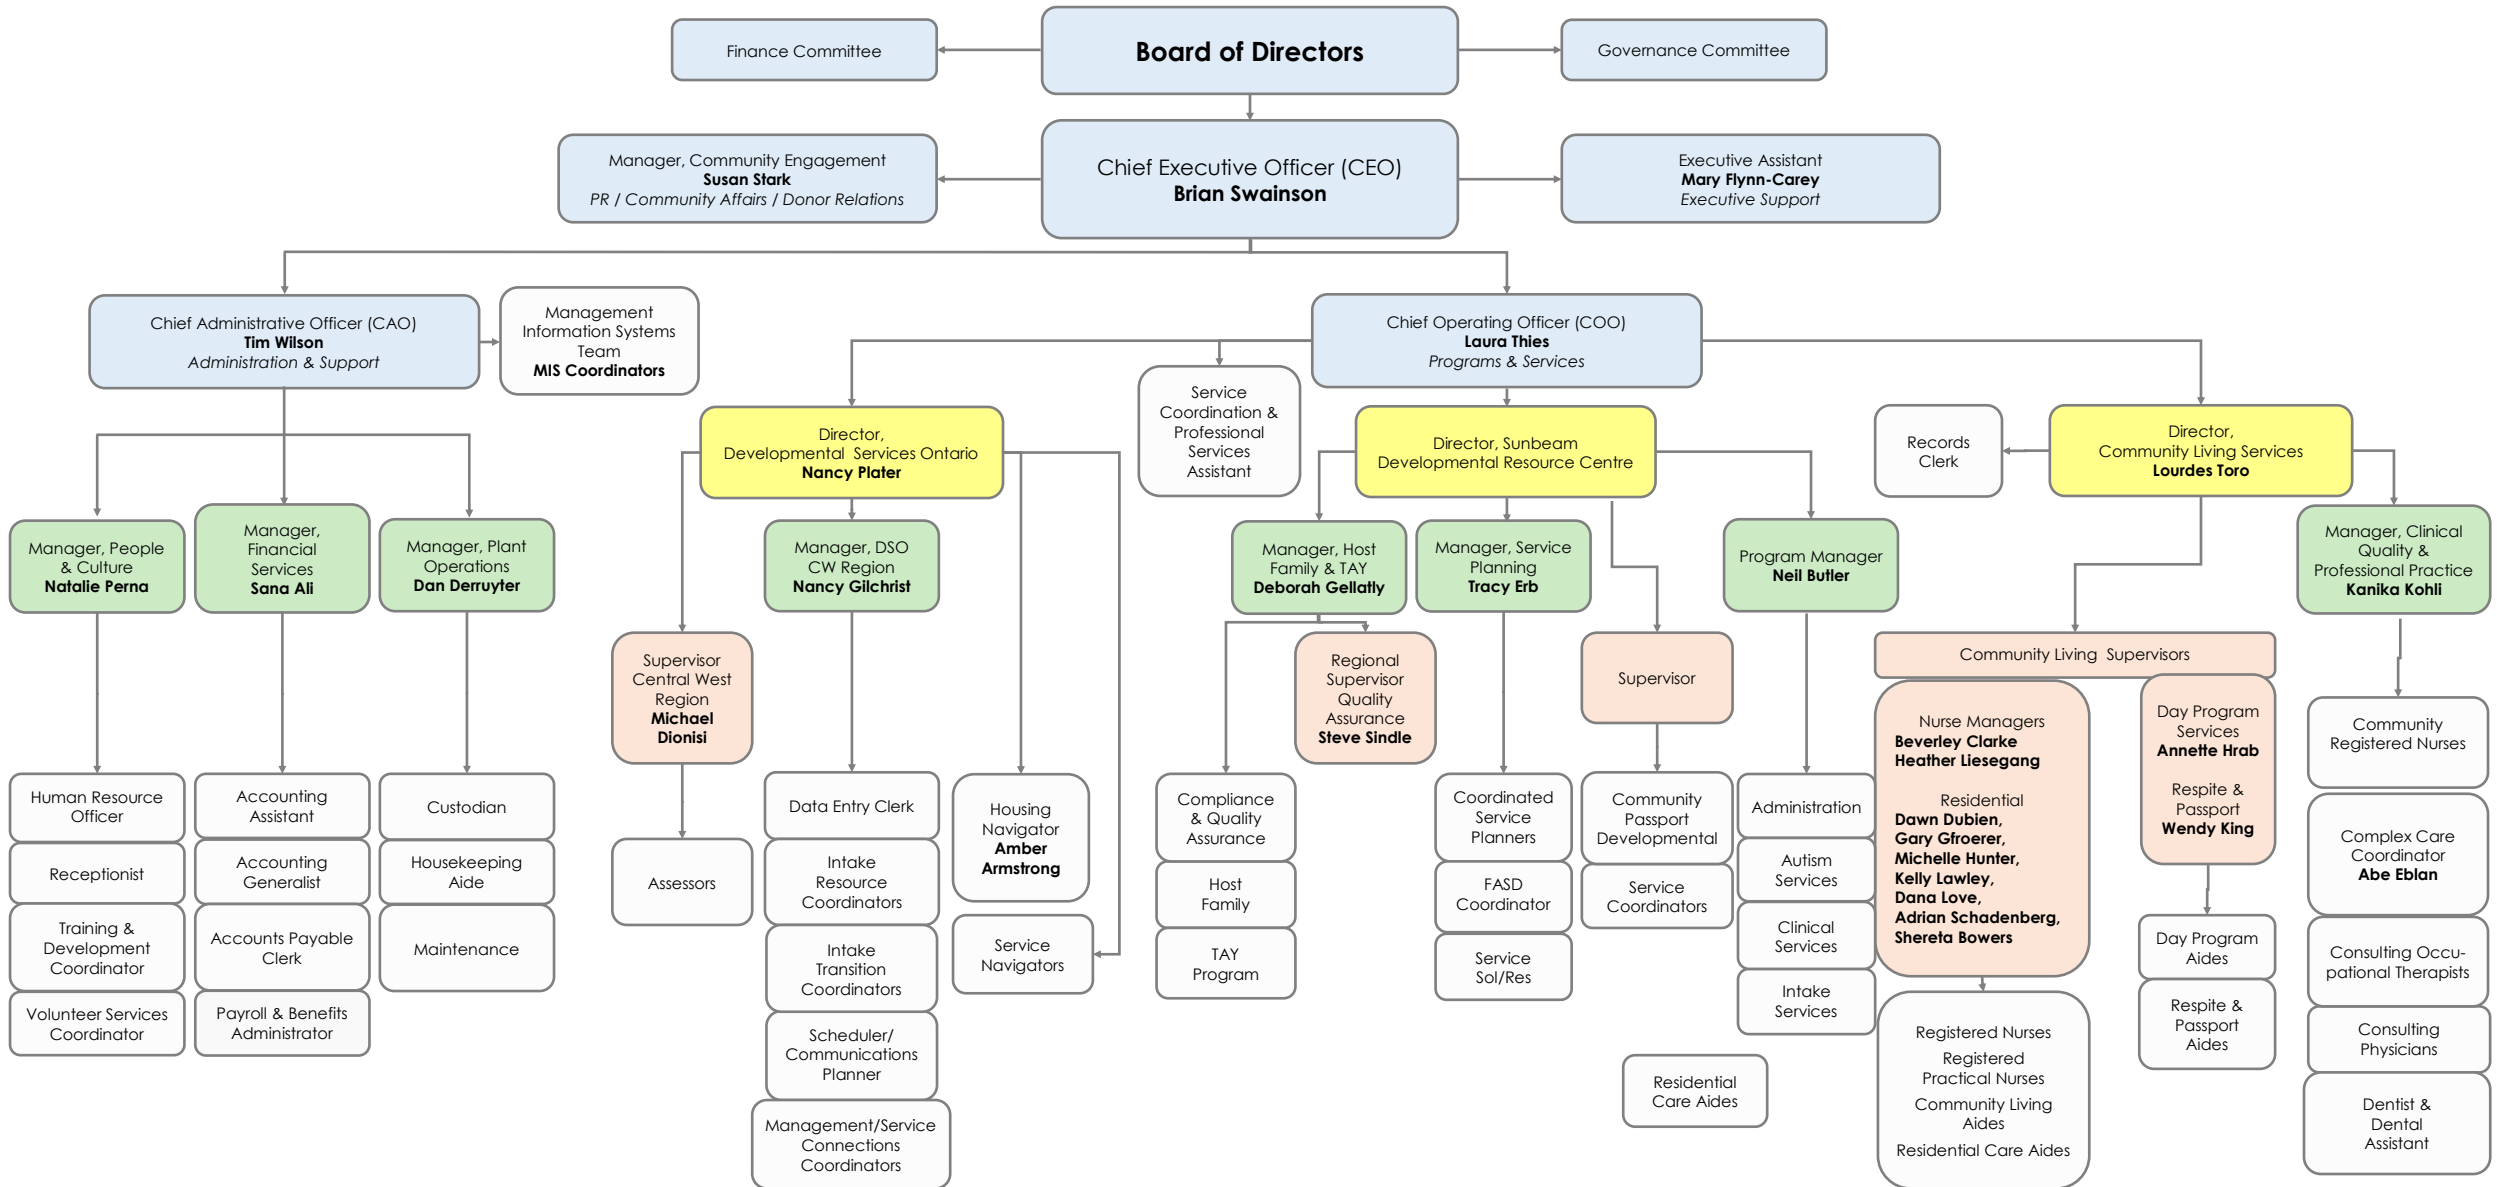 Finance Committee
Board of Directors
Governance Committee
Manager, Community Engagement
Susan Stark
PR / Community Affairs / Donor Relations
Chief Executive Officer (CEO)
Brian Swainson
Executive Assistant
Mary Flynn-Carey
Executive Support
Chief Administrative Officer (CAO)
Tim Wilson
Administration & Support
Management
Information Systems
Team
MIS Coordinators
Chief Operating Officer (COO)
Laura Thies
Programs & Services
Director,
Developmental  Services Ontario
Nancy Plater
Service
Coordination &
Professional
Services
Assistant
Director, Sunbeam
Developmental Resource Centre
Records
Clerk
Director,
Community Living Services
Lourdes Toro
Manager, People
& Culture
Natalie Perna
Manager,
Financial
Services
Sana Ali
Manager, Plant
Operations
Dan Derruyter
Manager, DSO
CW Region
Nancy Gilchrist
Manager, Host
Family & TAY
Deborah Gellatly
Manager, Service
Planning
Tracy Erb
Program Manager
Neil Butler
Manager, Clinical
Quality &
Professional Practice
Kanika Kohli
Supervisor
Central West
Region
Michael
Dionisi
Regional
Supervisor
Quality
Assurance
Steve Sindle
Supervisor
Community Living  Supervisors
Nurse Managers
Beverley Clarke
Heather Liesegang
Residential
Dawn Dubien,
Gary Gfroerer,
Michelle Hunter,
Kelly Lawley,
Dana Love,
Adrian Schadenberg,
Shereta Bowers
Day Program
Services
Annette Hrab
Respite &
Passport
Wendy King
Community
Registered Nurses
Human Resource
Officer
Receptionist
Training &
Development
Coordinator
Volunteer Services
Coordinator
Accounting
Assistant
Accounting
Generalist
Accounts Payable
Clerk
Payroll & Benefits
Administrator
Custodian
Housekeeping
Aide
Maintenance
Assessors
Data Entry Clerk
Intake
Resource
Coordinators
Intake
Transition
Coordinators
Scheduler/
Communications
Planner
Management/Service
Connections
Coordinators
Housing
Navigator
Amber
Armstrong
Service
Navigators
Compliance
& Quality
Assurance
Host
Family
TAY
Program
Coordinated
Service
Planners
FASD
Coordinator
Service
Sol/Res
Community
Passport
Developmental
Service
Coordinators
Administration
Autism
Services
Clinical
Services
Intake
Services
Residential
Care Aides
Registered Nurses
Registered
Practical Nurses
Community Living
Aides
Residential Care Aides
Day Program
Aides
Respite &
Passport
Aides
Complex Care
Coordinator
Abe Eblan
Consulting Occu-
pational Therapists
Consulting
Physicians
Dentist &
Dental
Assistant